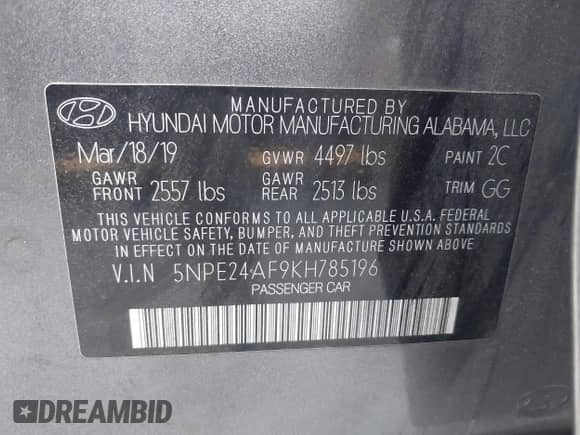 MANUFACTURED BY
HYUNDAI MOTOR MANUFACTURING ALABAMA, LLC
Mar/18/19 GVWR 4497 lbs PAINT 2C
GAWR FRONT 2557 lbs GAWR REAR 2513 lbs TRIM GG
THIS VEHICLE CONFORMS TO ALL APPLICABLE U.S.A. FEDERAL
MOTOR VEHICLE SAFETY, BUMPER, AND THEFT PREVENTION STANDARDS
IN EFFECT ON THE DATE OF MANUFACTURE SHOWN ABOVE.
V.I.N 5NPE24AF9KH785196
PASSENGER CAR
#DREAMBID